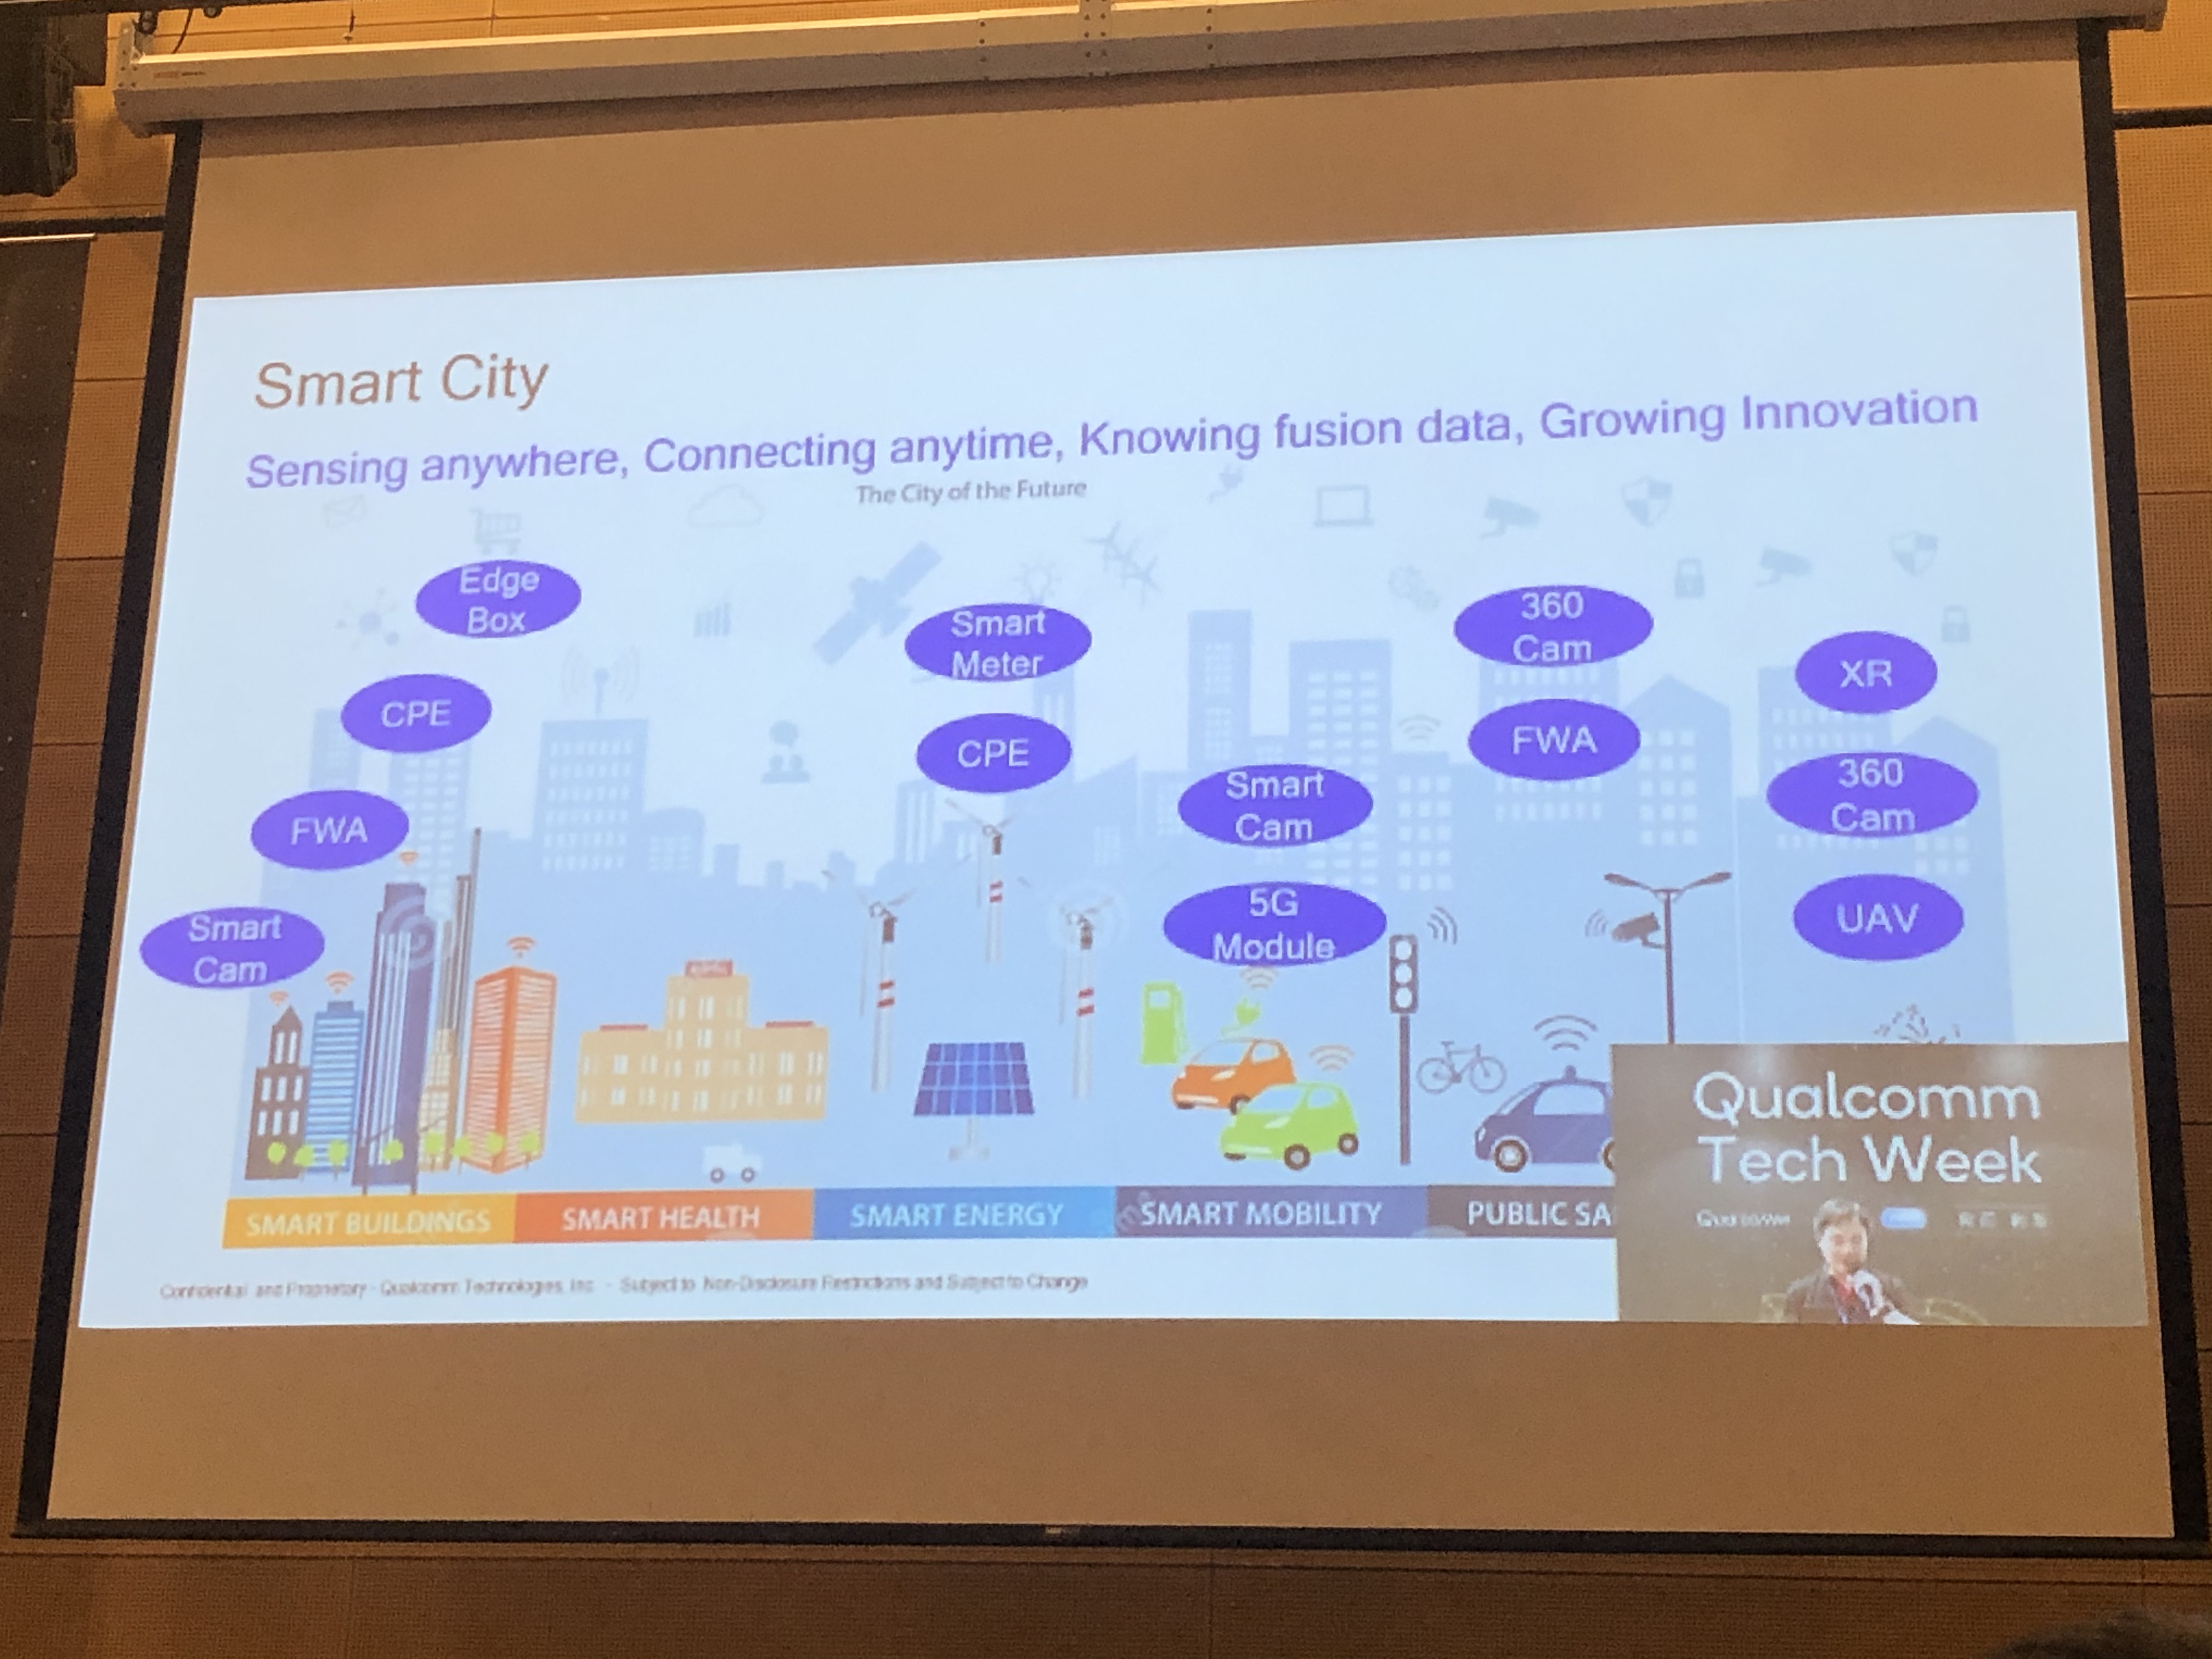 Smart City
Sensing anywhere, Connecting anytime, Knowing fusion data, Growing Innovation
The City of the Future
Edge
Box
CPE
FWA
Smart
Cam
Smart
Meter
CPE
Smart
Cam
5G
Module
360
Cam
FWA
XR
360
Cam
UAV
SMART BUILDINGS
SMART HEALTH
SMART ENERGY
SMART MOBILITY
PUBLIC SA
Qualcomm
Tech Week
Qualcomm
Confidential and Proprietary - Qualcomm Technologies, Inc. - Subject to Non-Disclosure Restrictions and Subject to Change